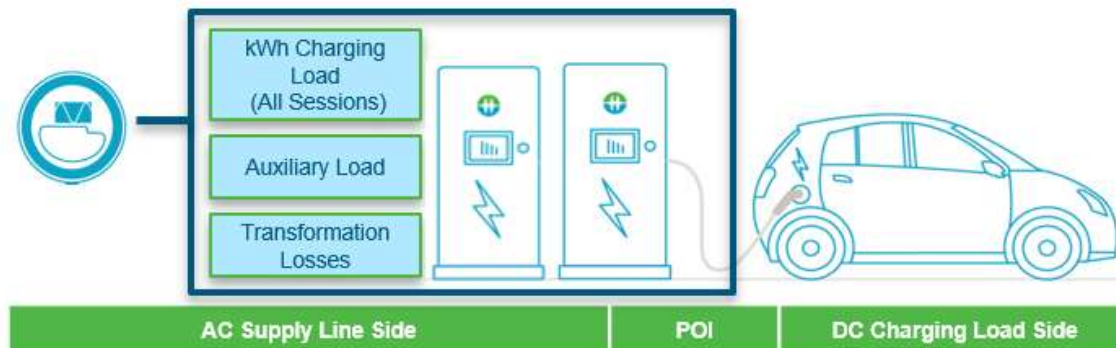 kWh Charging
Load
(All Sessions)
Auxiliary Load
Transformation
Losses
AC Supply Line Side
POI
DC Charging Load Side